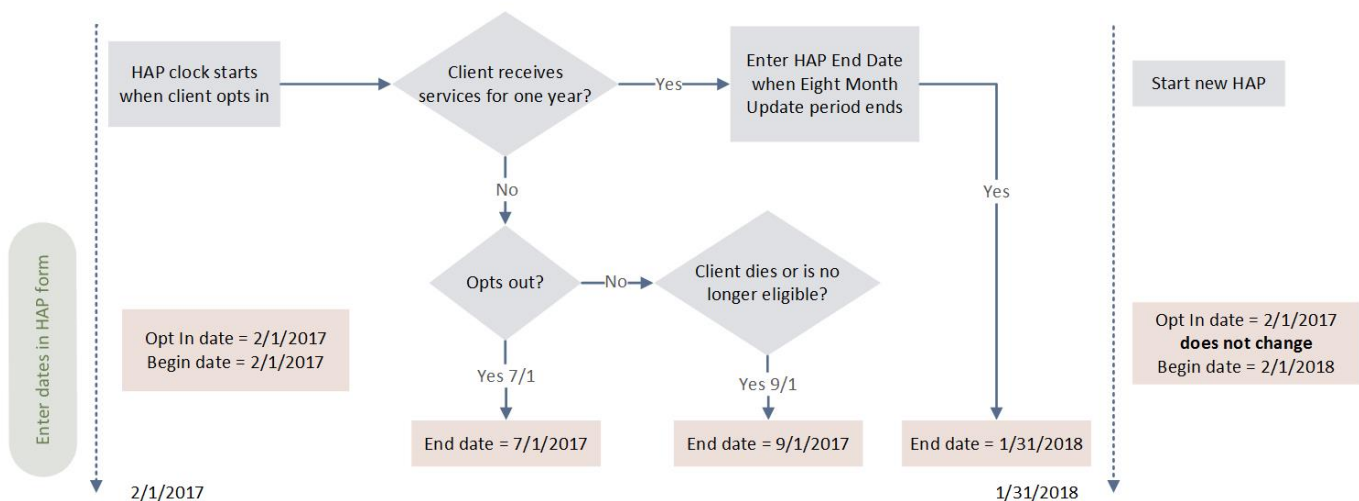 HAP clock starts
when client opts in
Client receives
services for one year?
Yes
Enter HAP End Date
when Eight Month
Update period ends
Start new HAP
No
Yes
Opts out?
No
Client dies or is no
longer eligible?
Enter dates in HAP form
Opt In date = 2/1/2017
Begin date = 2/1/2017
Opt In date = 2/1/2017
does not change
Begin date = 2/1/2018
Yes 7/1
Yes 9/1
End date = 7/1/2017
End date = 9/1/2017
End date = 1/31/2018
2/1/2017
1/31/2018